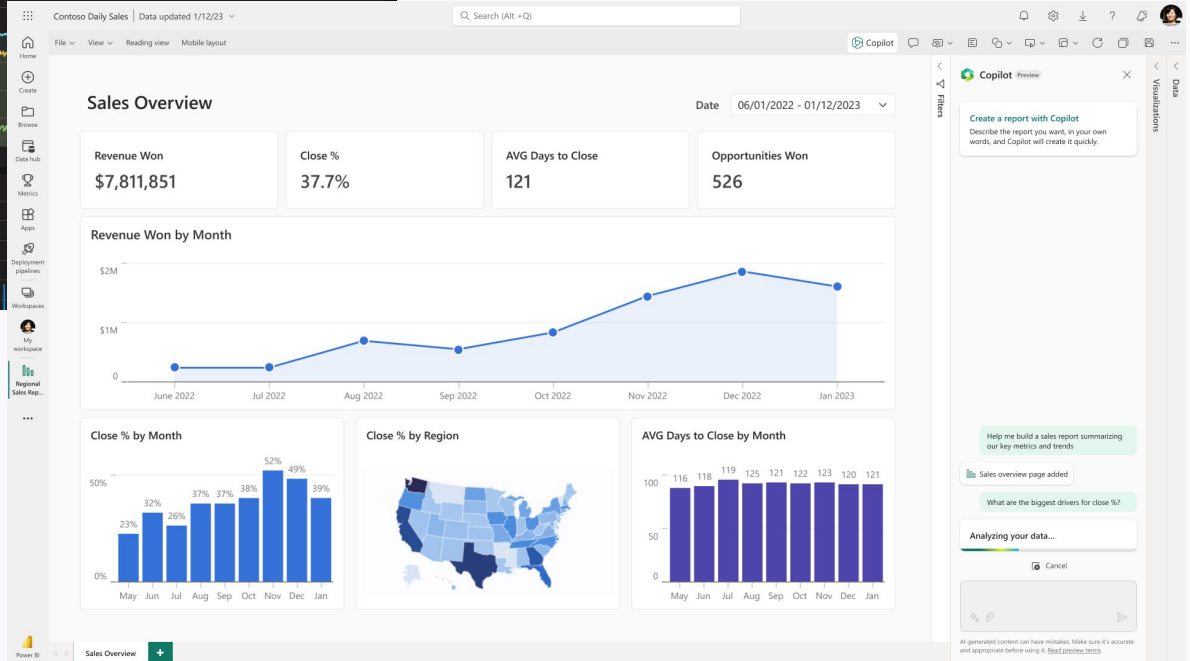 Contoso Daily Sales | Data updated 1/12/23
Search (Alt +Q)
Home
Create
Browse
Data hub
Metrics
Apps
Deployment
pipelines
Workspaces
My
workspace
Regional
Sales Rep...
Power BI
File
View
Reading view
Mobile layout
Copilot
Sales Overview
Date
06/01/2022 - 01/12/2023
Revenue Won
$7,811,851
Close %
37.7%
AVG Days to Close
121
Opportunities Won
526
Revenue Won by Month
$2M
$1M
0
June 2022
Jul 2022
Aug 2022
Sep 2022
Oct 2022
Nov 2022
Dec 2022
Jan 2023
Close % by Month
50%
0%
23%
32%
26%
37%
37%
38%
52%
49%
39%
May
Jun
Jul
Aug
Sep
Oct
Nov
Dec
Jan
Close % by Region
AVG Days to Close by Month
100
50
0
116
118
119
125
121
122
123
120
121
May
Jun
Jul
Aug
Sep
Oct
Nov
Dec
Jan
Sales Overview
Filters
Copilot
Preview
Create a report with Copilot
Describe the report you want, in your own
words, and Copilot will create it quickly.
Help me build a sales report summarizing
our key metrics and trends
Sales overview page added
What are the biggest drivers for close %?
Analyzing your data...
Cancel
AI-generated content can have mistakes. Make sure it's accurate
and appropriate before using it. Read preview terms
Visualizations
Data